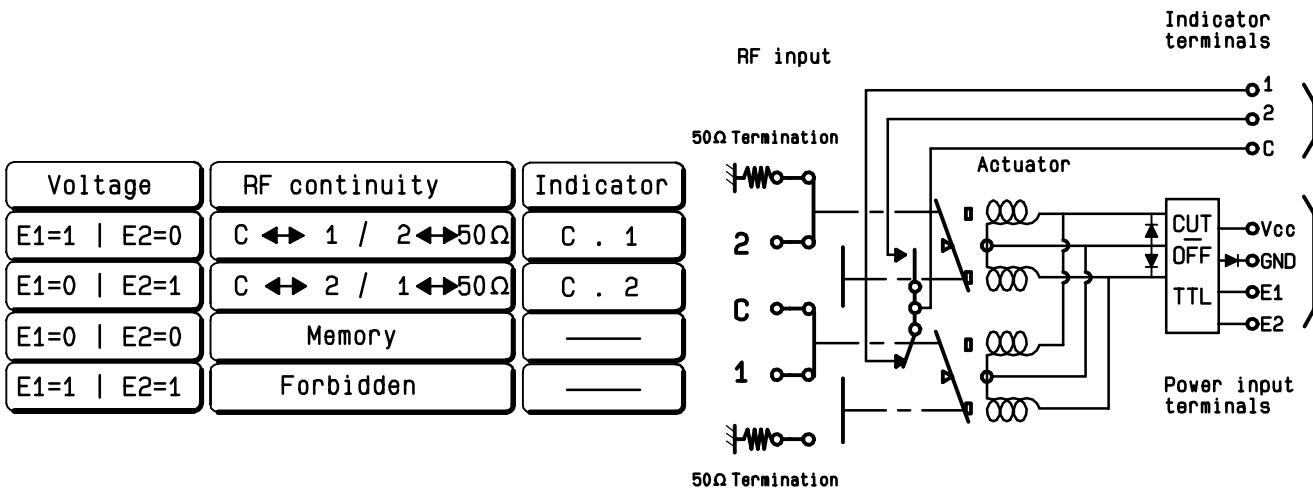 Voltage RF continuity Indicator
E1=1 | E2=0 C ↔ 1 / 2↔50Ω C . 1
E1=0 | E2=1 C ↔ 2 / 1↔50Ω C . 2
E1=0 | E2=0 Memory
E1=1 | E2=1 Forbidden
Indicator
terminals
RF input
1
2
C
50Ω Termination
Actuator
2
C
1
CUT
OFF
TTL
Vcc
GND
E1
E2
Power input
terminals
50Ω Termination